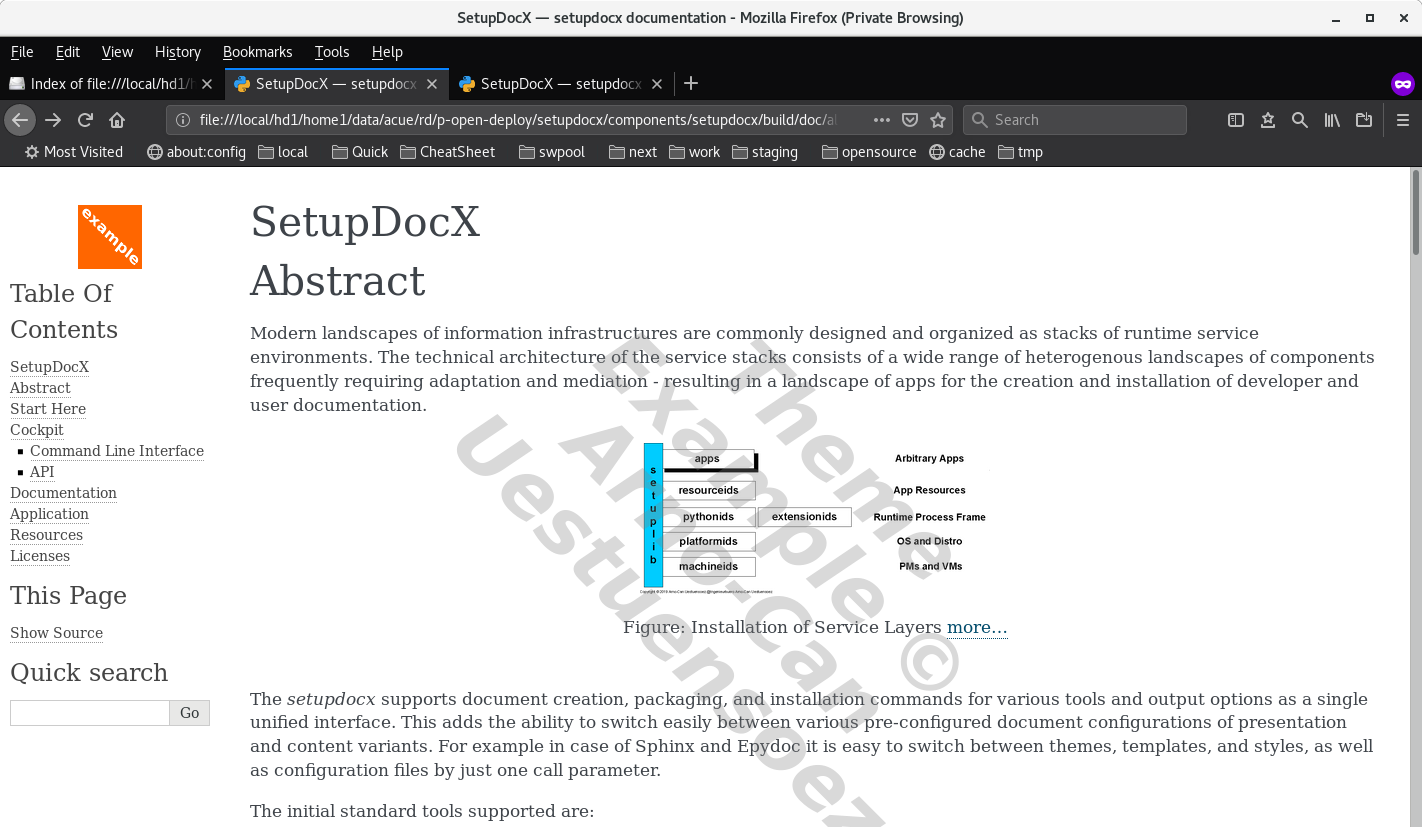 SetupDocX — setupdocx documentation - Mozilla Firefox (Private Browsing)
File Edit View History Bookmarks Tools Help
Index of file:///local/hd1/ SetupDocX — setupdocx SetupDocX — setupdocx
file:///local/hd1/home1/data/acue/rd/p-open-deploy/setupdocx/components/setupdocx/build/doc/al Search
Most Visited about:config local Quick CheatSheet swpool next work staging opensource cache tmp
example
Table Of
Contents
SetupDocX
Abstract
Start Here
Cockpit
Command Line Interface
API
Documentation
Application
Resources
Licenses
This Page
Show Source
Quick search
Go
SetupDocX
Abstract
Modern landscapes of information infrastructures are commonly designed and organized as stacks of runtime service
environments. The technical architecture of the service stacks consists of a wide range of heterogenous landscapes of components
frequently requiring adaptation and mediation - resulting in a landscape of apps for the creation and installation of developer and
user documentation.
setuplib
apps Arbitrary Apps
resourceids App Resources
pythonids extensionids Runtime Process Frame
platformids OS and Distro
machineids PMs and VMs
Figure: Installation of Service Layers more...
The setupdocx supports document creation, packaging, and installation commands for various tools and output options as a single
unified interface. This adds the ability to switch easily between various pre-configured document configurations of presentation
and content variants. For example in case of Sphinx and Epydoc it is easy to switch between themes, templates, and styles, as well
as configuration files by just one call parameter.
The initial standard tools supported are:
Theme
Example ©
Arno-Can
Uestuensoez